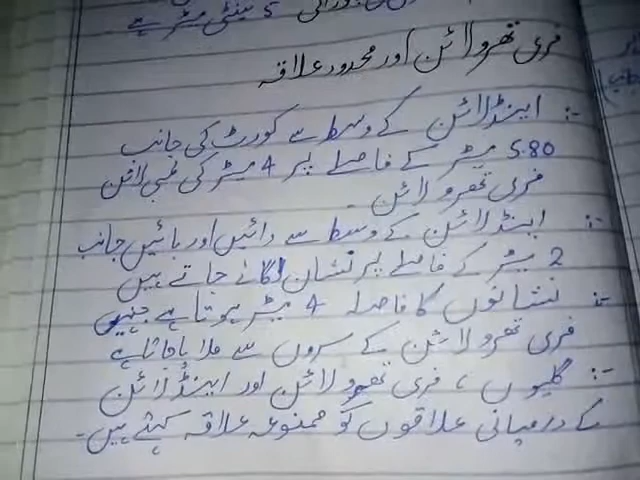 5 سینٹی میٹر ہے
فری تھرو لائن اور محدود علاقہ
:- اینڈ لائن کے وسط سے کورٹ کی جانب
5.80 میٹر کے فاصلے پر 4 میٹر کی لمبی لائن
فری تھرو لائن -
:- اینڈ لائن کے وسط سے دائیں اور بائیں جانب
2 میٹر کے فاصلے پر نشان لگائے جاتے ہیں
:- نشانوں کا فاصلہ 4 میٹر ہوتا ہے جنہیں
فری تھرو لائن کے سروں سے ملا یا جاتا ہے
:- گلیوں ، فری تھرو لائن اور اینڈ لائن
کے درمیانی علاقوں کو ممنوعہ علاقہ کہتے ہیں-